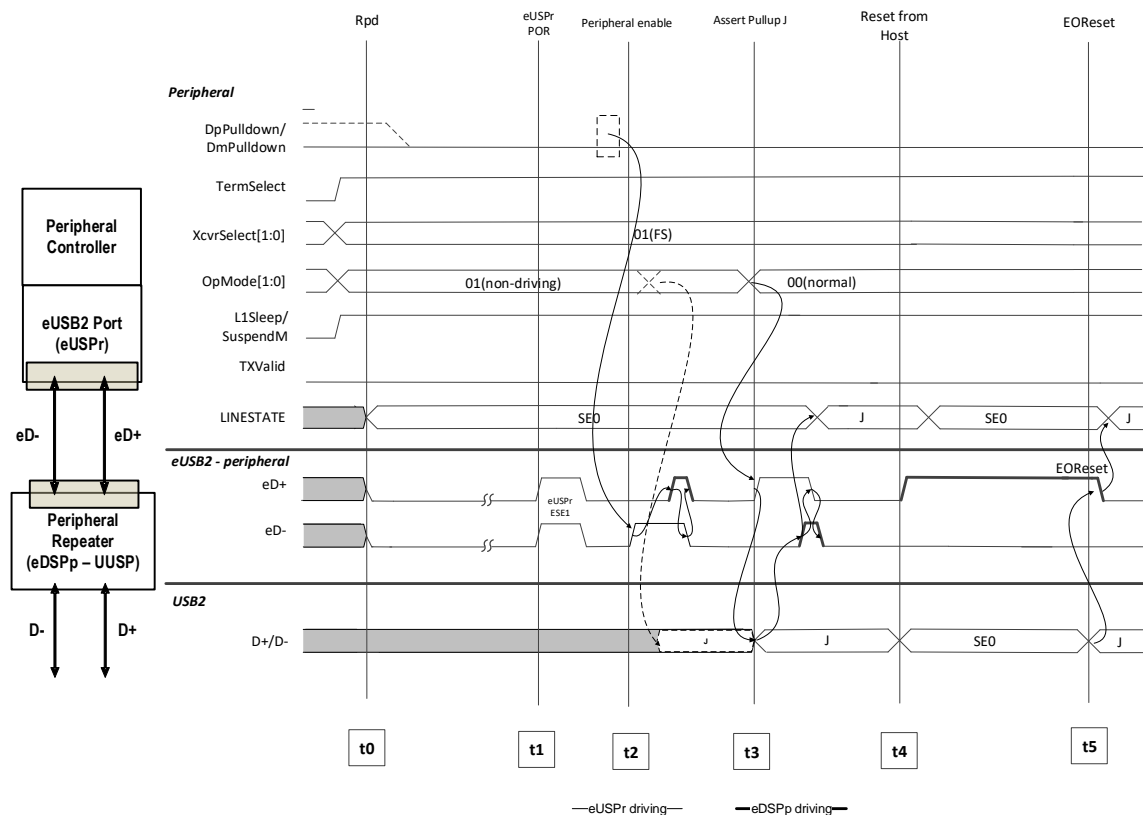 Rpd
eUSPr
POR
Peripheral enable
Assert Pullup J
Reset from
Host
EOReset
Peripheral
DpPulldown/
DmPulldown
TermSelect
XcvrSelect[1:0]
01(FS)
OpMode[1:0]
01(non-driving)
00(normal)
L1Sleep/
SuspendM
TXValid
LINESTATE
SE0
J
SE0
J
eUSB2 - peripheral
eD+
EOReset
eUSPr
ESE1
eD-
USB2
D+/D-
J
J
SE0
J
t0
t1
t2
t3
t4
t5
eUSPr driving
eDSPp driving
Peripheral
Controller
eUSB2 Port
(eUSPr)
eD-
eD+
Peripheral
Repeater
(eDSPp – UUSP)
D-
D+